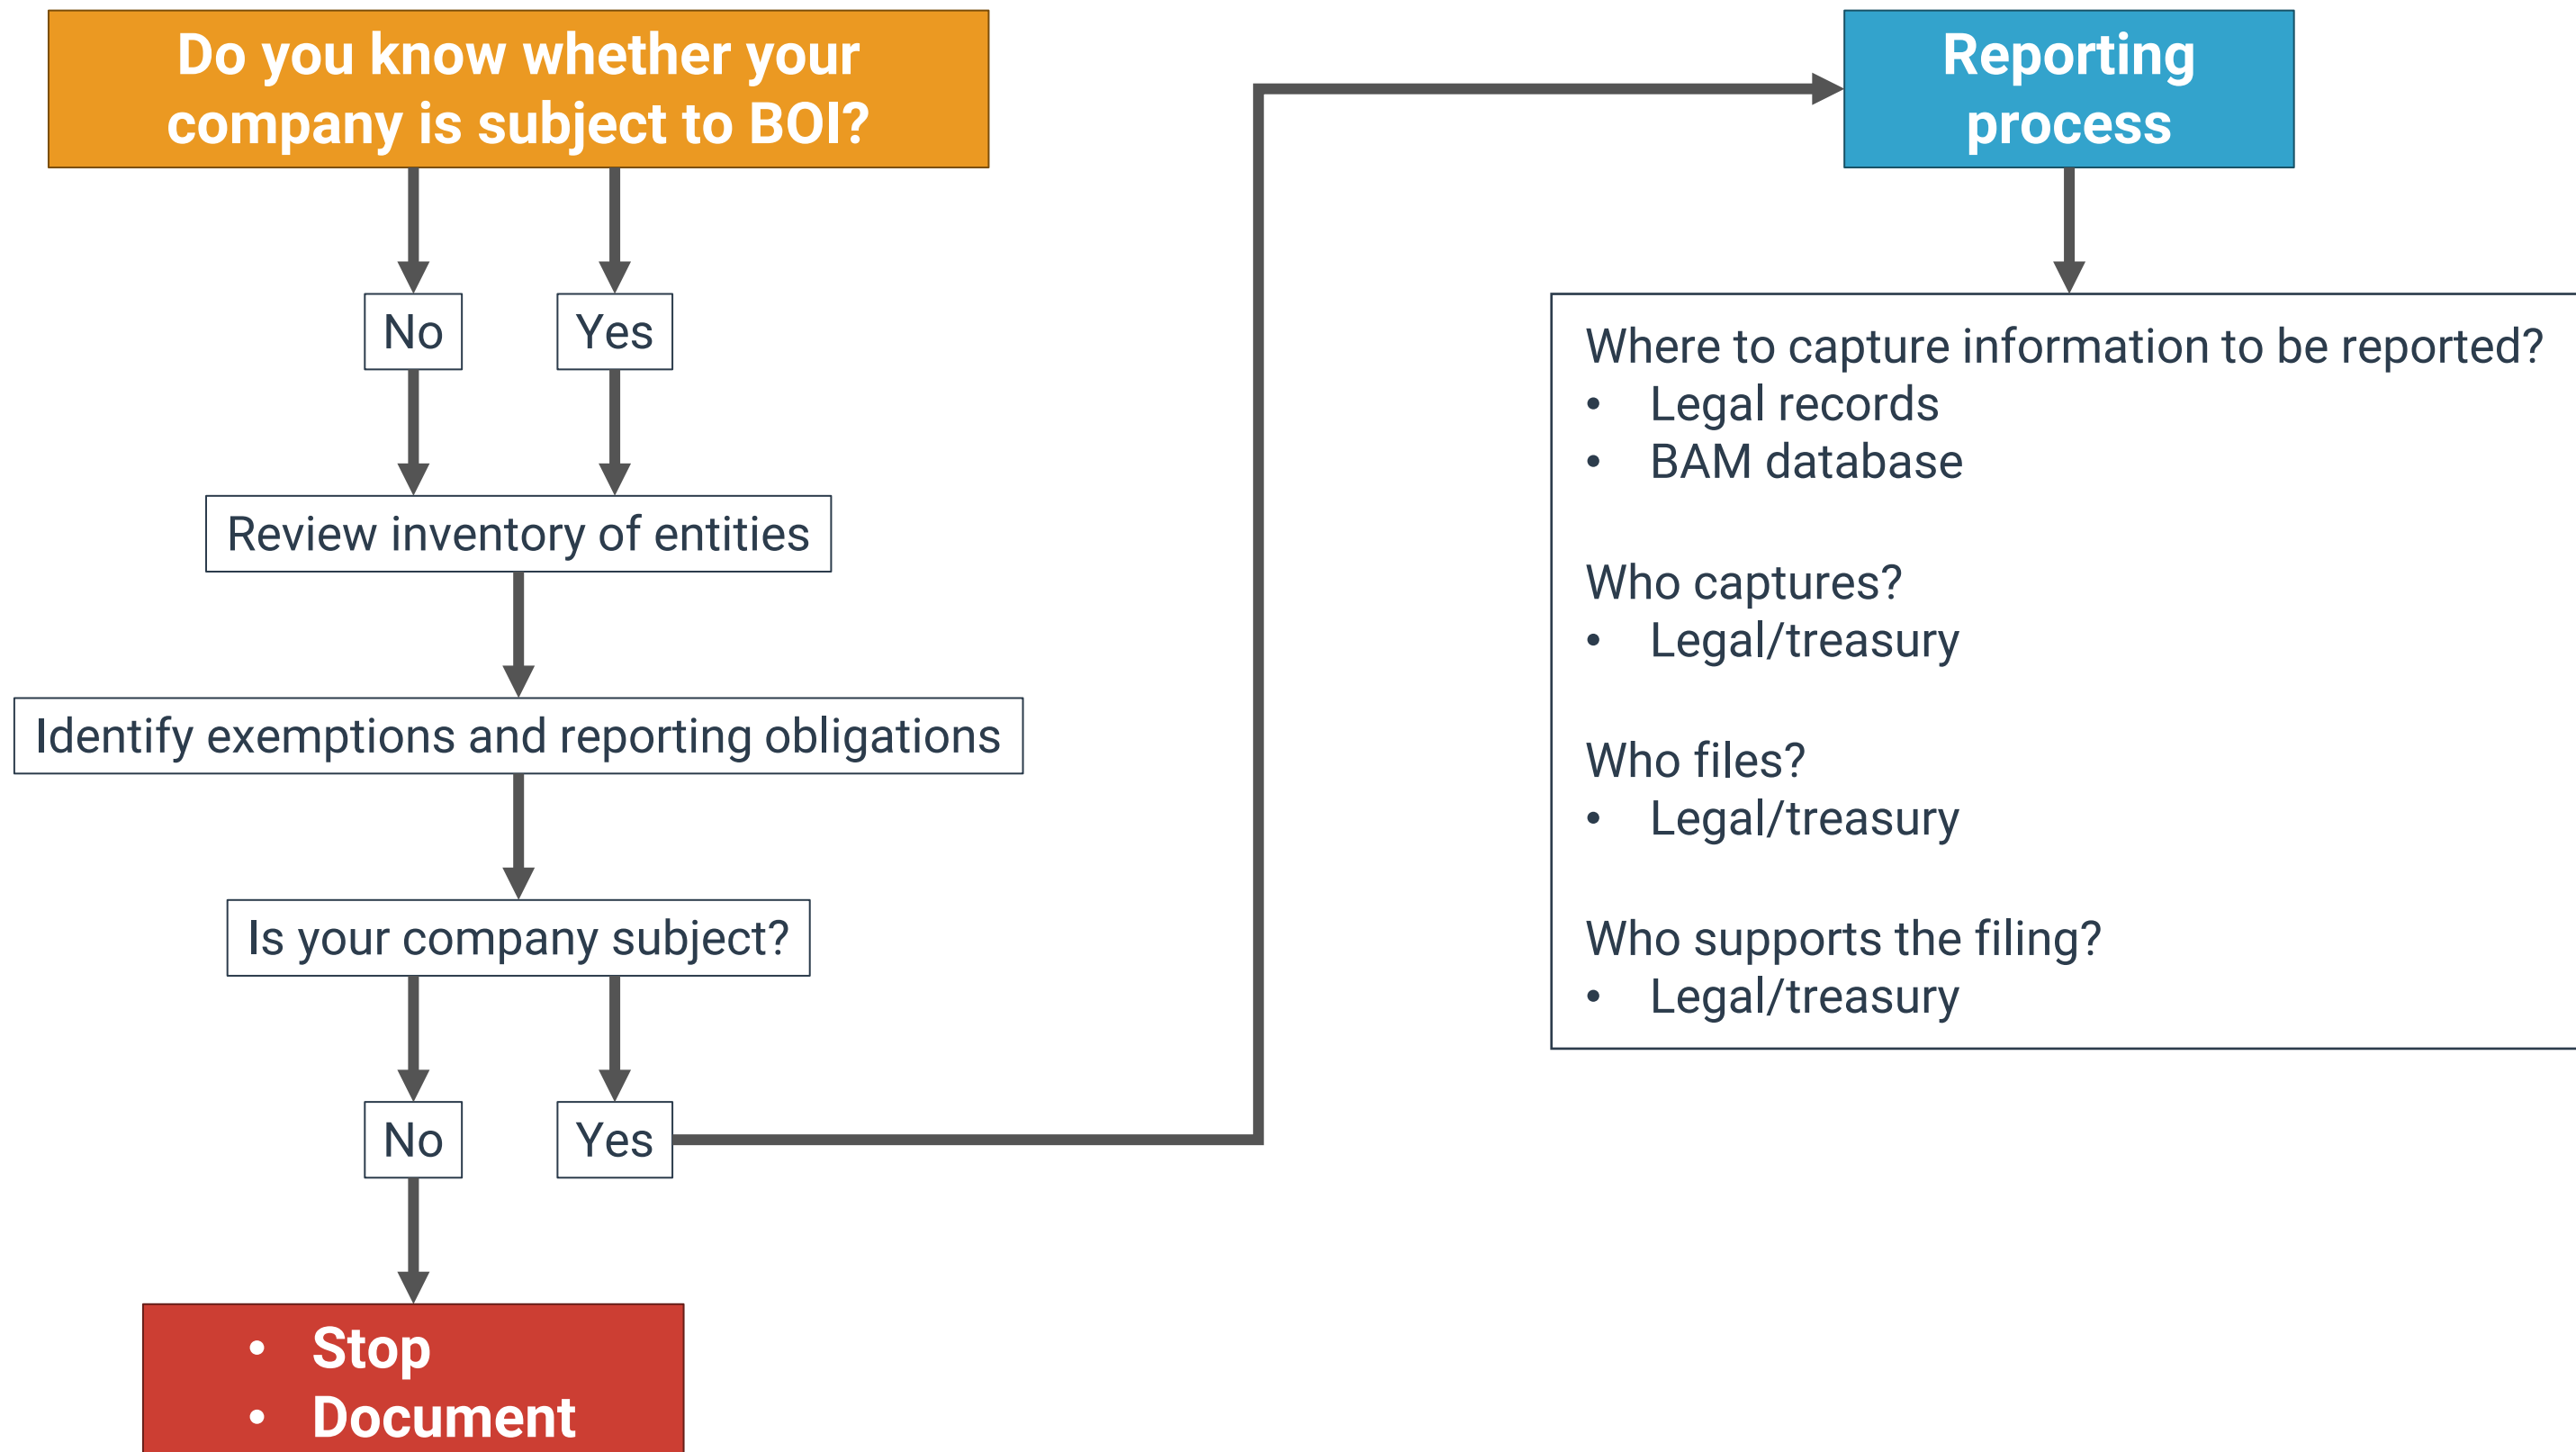 Do you know whether your
company is subject to BOI?
No
Yes
Review inventory of entities
Identify exemptions and reporting obligations
Is your company subject?
No
Yes
• Stop
• Document
Reporting
process
Where to capture information to be reported?
• Legal records
• BAM database
Who captures?
• Legal/treasury
Who files?
• Legal/treasury
Who supports the filing?
• Legal/treasury